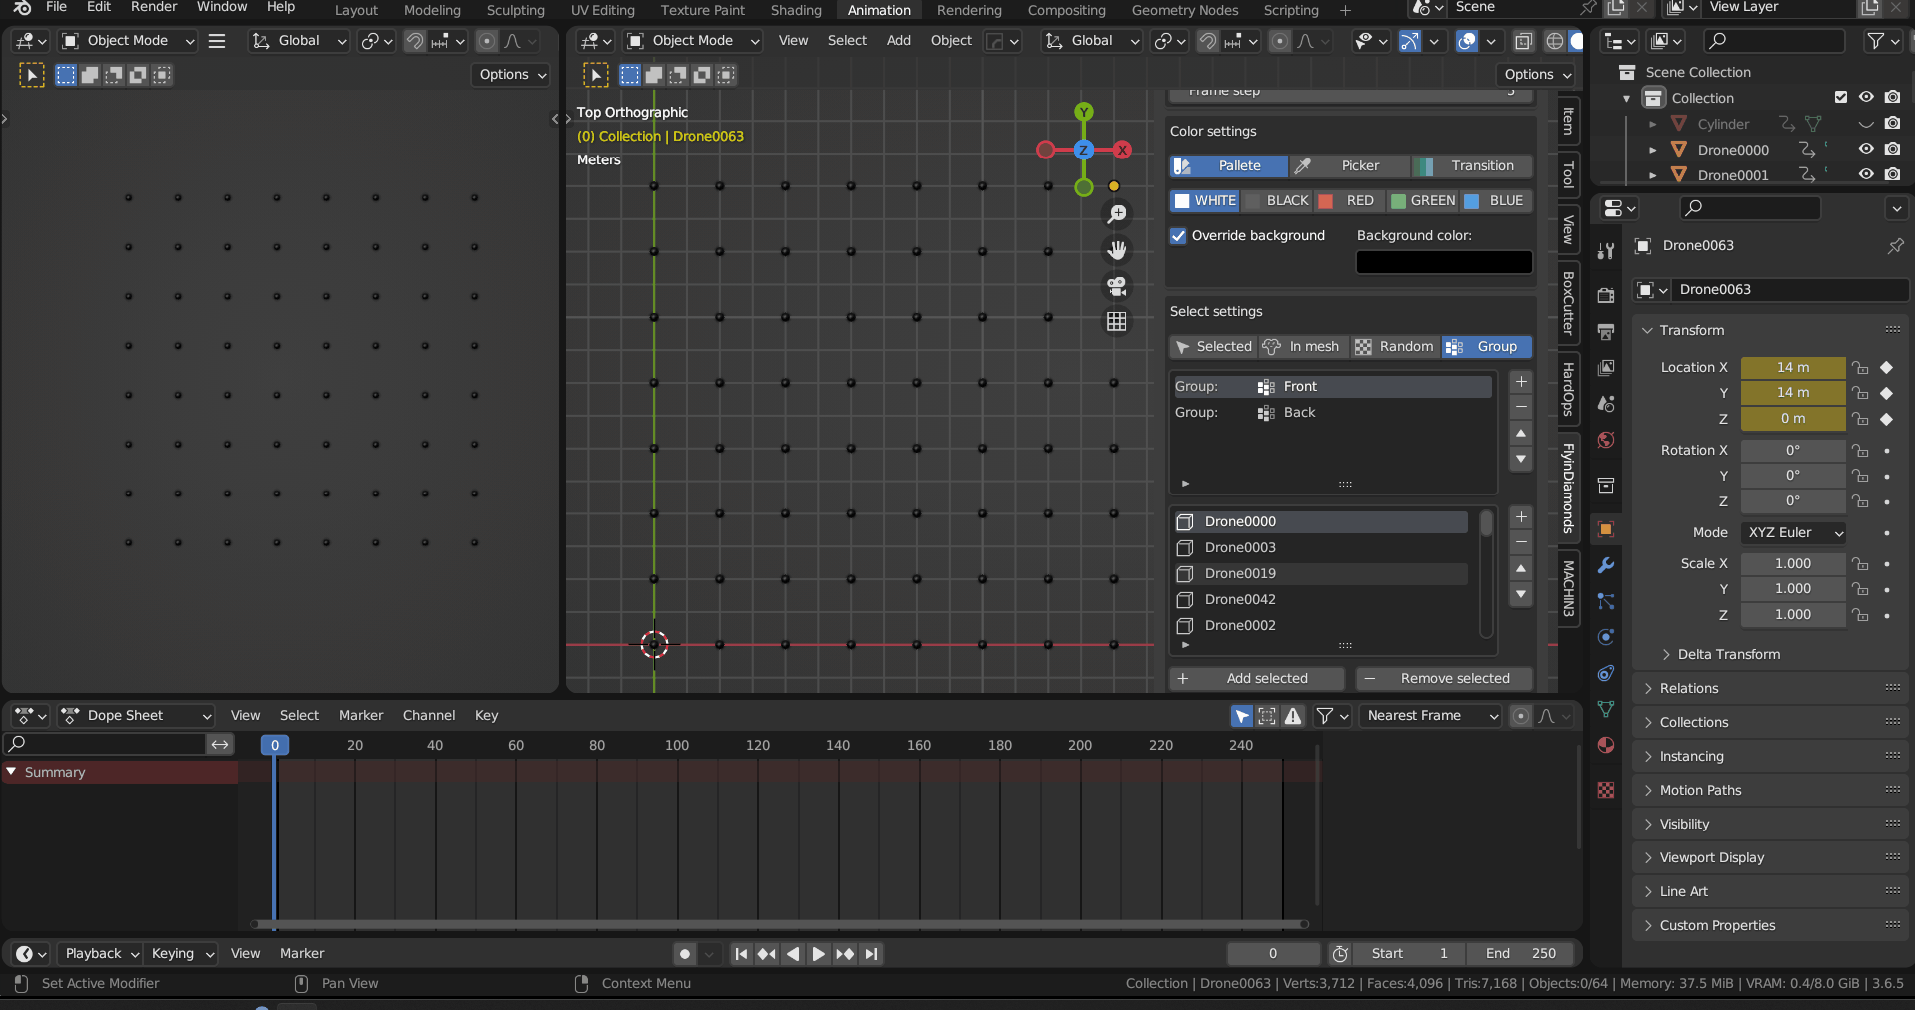 File Edit Render Window Help Layout Modeling Sculpting UV Editing Texture Paint Shading Animation Rendering Compositing Geometry Nodes Scripting + Scene View Layer
Object Mode Global Object Mode View Select Add Object Global
Options Options
Top Orthographic
(0) Collection | Drone0063
Meters
Y
X
Z
Frame step 5
Color settings
Pallete Picker Transition
WHITE BLACK RED GREEN BLUE
Override background Background color:
Select settings
Selected In mesh Random Group
Group: Front
Group: Back
Drone0000
Drone0003
Drone0019
Drone0042
Drone0002
Add selected Remove selected
Item
Tool
View
BoxCutter
HardOps
FlyinDiamonds
MACHIN3
Scene Collection
Collection
Cylinder
Drone0000
Drone0001
Drone0063
Drone0063
Transform
Location X 14 m
Y 14 m
Z 0 m
Rotation X 0°
Y 0°
Z 0°
Mode XYZ Euler
Scale X 1.000
Y 1.000
Z 1.000
Delta Transform
Relations
Collections
Instancing
Motion Paths
Visibility
Viewport Display
Line Art
Custom Properties
Dope Sheet View Select Marker Channel Key Nearest Frame
0 20 40 60 80 100 120 140 160 180 200 220 240
Summary
Playback Keying View Marker 0 Start 1 End 250
Set Active Modifier Pan View Context Menu Collection | Drone0063 | Verts:3,712 | Faces:4,096 | Tris:7,168 | Objects:0/64 | Memory: 37.5 MiB | VRAM: 0.4/8.0 GiB | 3.6.5